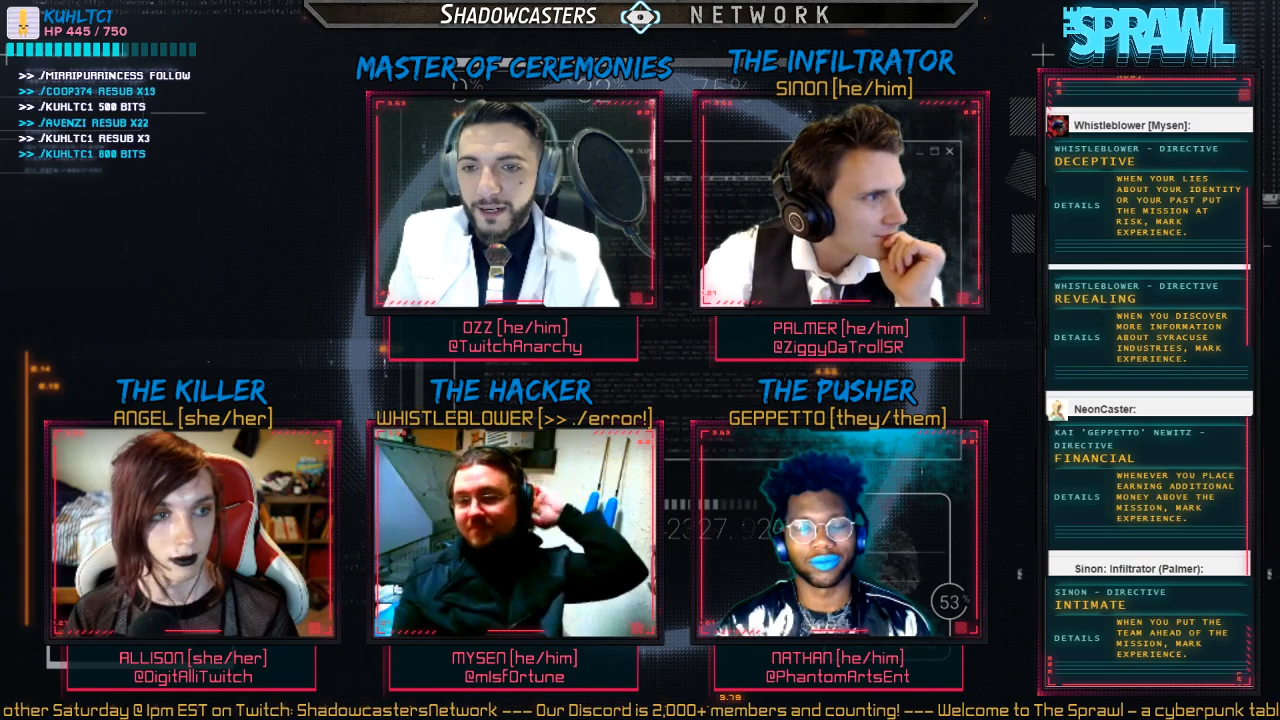 KUHLTC1
HP 445 / 750
>> ./MIRRIPURRINCESS FOLLOW
>> ./COOP374 RESUB X19
>> ./KUHLTC1 500 BITS
>> ./AVENZI RESUB X22
>> ./KUHLTC1 RESUB X3
>> ./KUHLTC1 600 BITS
SHADOWCASTERS NETWORK
THE SPRAWL
MASTER OF CEREMONIES
OZZ [he/him]
@TwitchAnarchy
THE INFILTRATOR
SINON [he/him]
PALMER [he/him]
@ZiggyDaTrollSR
THE KILLER
ANGEL [she/her]
ALLISON [she/her]
@DigitAlliTwitch
THE HACKER
WHISTLEBLOWER [>> ./error!]
MYSEN [he/him]
@m1sf0rtune
THE PUSHER
GEPPETTO [they/them]
53
NATHAN [he/him]
@PhantomArtsEnt
Whistleblower [Mysen]:
WHISTLEBLOWER - DIRECTIVE
DECEPTIVE
DETAILS
WHEN YOUR LIES
ABOUT YOUR IDENTITY
OR YOUR PAST PUT
THE MISSION AT
RISK, MARK
EXPERIENCE.
WHISTLEBLOWER - DIRECTIVE
REVEALING
DETAILS
WHEN YOU DISCOVER
MORE INFORMATION
ABOUT SYRACUSE
INDUSTRIES, MARK
EXPERIENCE.
NeonCaster:
KAI 'GEPPETTO' NEWITZ -
DIRECTIVE
FINANCIAL
DETAILS
WHENEVER YOU PLACE
EARNING ADDITIONAL
MONEY ABOVE THE
MISSION, MARK
EXPERIENCE.
Sinon: Infiltrator (Palmer):
SINON - DIRECTIVE
INTIMATE
DETAILS
WHEN YOU PUT THE
TEAM AHEAD OF THE
MISSION, MARK
EXPERIENCE.
other Saturday @ 1pm EST on Twitch: ShadowcastersNetwork --- Our Discord is 2,000+ members and counting! --- Welcome to The Sprawl - a cyberpunk tabl